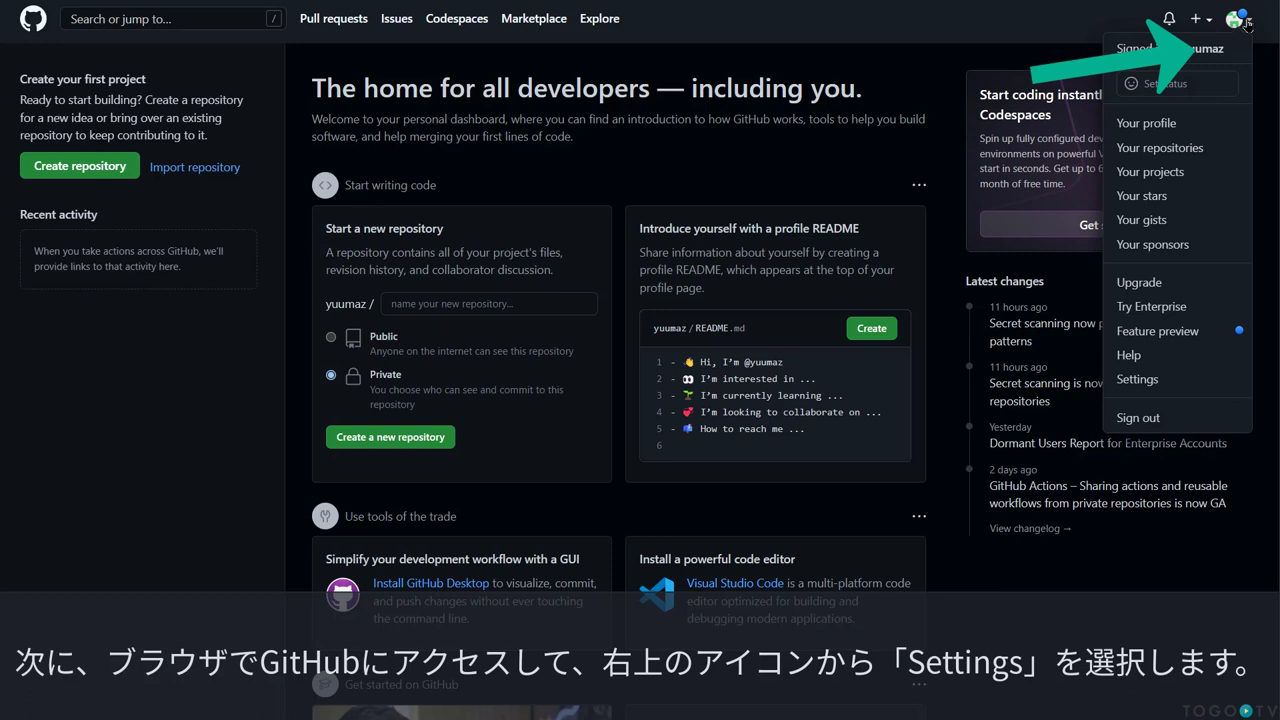 Search or jump to... /
Pull requests Issues Codespaces Marketplace Explore
Create your first project
Ready to start building? Create a repository
for a new idea or bring over an existing
repository to keep contributing to it.
Create repository Import repository
Recent activity
When you take actions across GitHub, we'll
provide links to that activity here.
The home for all developers — including you.
Welcome to your personal dashboard, where you can find an introduction to how GitHub works, tools to help you build
software, and help merging your first lines of code.
Start writing code
Start a new repository
A repository contains all of your project's files,
revision history, and collaborator discussion.
yuumaz / name your new repository...
Public
Anyone on the internet can see this repository
Private
You choose who can see and commit to this
repository
Create a new repository
Introduce yourself with a profile README
Share information about yourself by creating a
profile README, which appears at the top of your
profile page.
yuumaz / README.md Create
1 - 👋 Hi, I'm @yuumaz
2 - 👀 I'm interested in ...
3 - 🌱 I'm currently learning ...
4 - 💞️ I'm looking to collaborate on ...
5 - 📫 How to reach me ...
6
Use tools of the trade
Simplify your development workflow with a GUI
Install GitHub Desktop to visualize, commit,
and push changes without ever touching
the command line.
Install a powerful code editor
Visual Studio Code is a multi-platform code
editor optimized for building and
debugging modern applications.
Get started on GitHub
Start coding instantl
Codespaces
Spin up fully configured dev
environments on powerful V
start in seconds. Get up to 6
month of free time.
Get
Latest changes
11 hours ago
Secret scanning now
patterns
11 hours ago
Secret scanning is now
repositories
Yesterday
Dormant Users Report for Enterprise Accounts
2 days ago
GitHub Actions – Sharing actions and reusable
workflows from private repositories is now GA
View changelog →
Signed umaz
Set status
Your profile
Your repositories
Your projects
Your stars
Your gists
Your sponsors
Upgrade
Try Enterprise
Feature preview
Help
Settings
Sign out
次に、ブラウザでGitHubにアクセスして、右上のアイコンから「Settings」を選択します。
TOGO TV